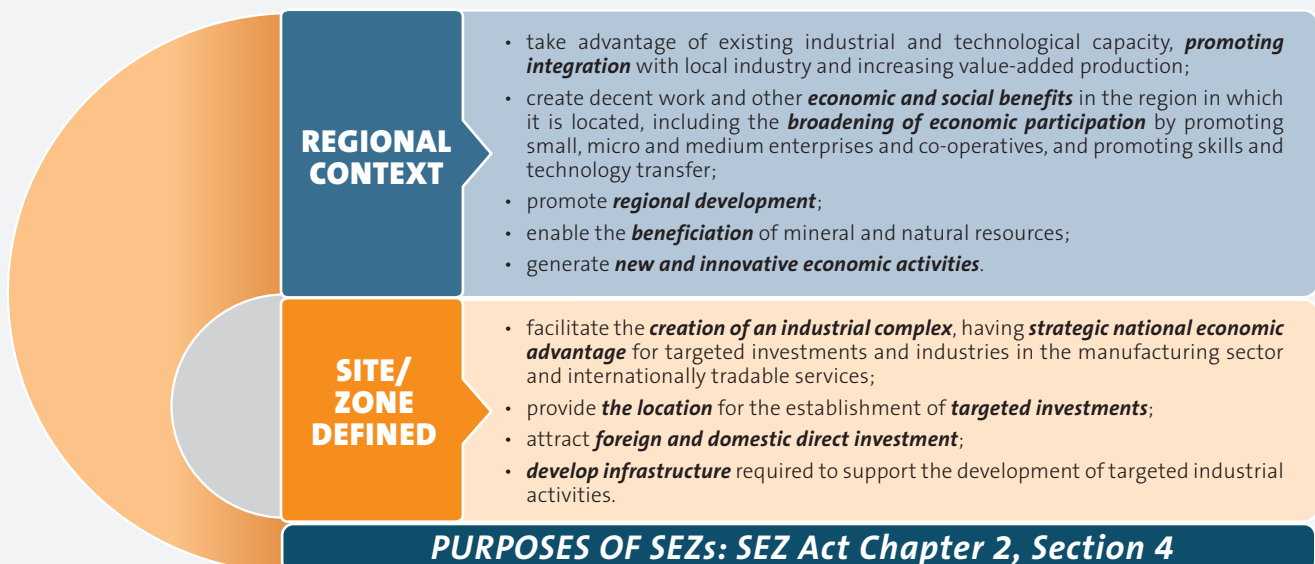 REGIONAL
CONTEXT
• take advantage of existing industrial and technological capacity, promoting
integration with local industry and increasing value-added production;
• create decent work and other economic and social benefits in the region in which
it is located, including the broadening of economic participation by promoting
small, micro and medium enterprises and co-operatives, and promoting skills and
technology transfer;
• promote regional development;
• enable the beneficiation of mineral and natural resources;
• generate new and innovative economic activities.
SITE/
ZONE
DEFINED
• facilitate the creation of an industrial complex, having strategic national economic
advantage for targeted investments and industries in the manufacturing sector
and internationally tradable services;
• provide the location for the establishment of targeted investments;
• attract foreign and domestic direct investment;
• develop infrastructure required to support the development of targeted industrial
activities.
PURPOSES OF SEZs: SEZ Act Chapter 2, Section 4